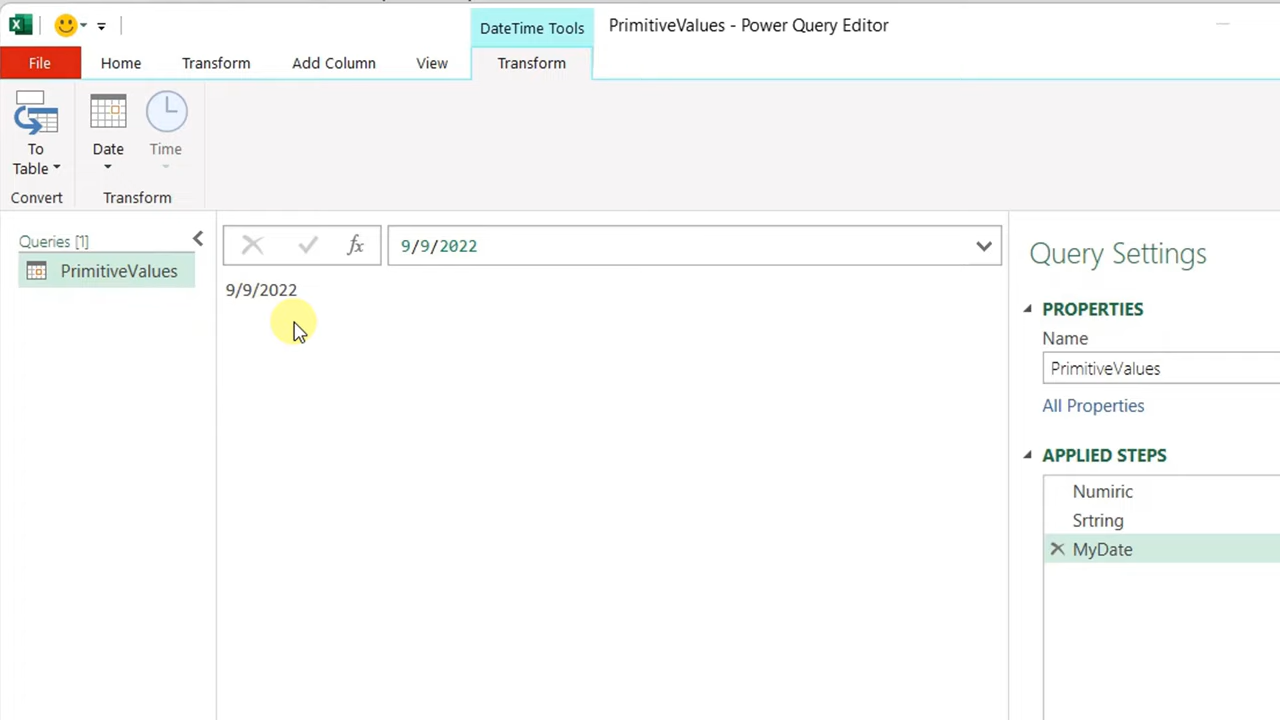 DateTime Tools
PrimitiveValues - Power Query Editor
File
Home
Transform
Add Column
View
Transform
To
Table
Date
Time
Convert
Transform
Queries [1]
PrimitiveValues
fx
9/9/2022
9/9/2022
Query Settings
PROPERTIES
Name
PrimitiveValues
All Properties
APPLIED STEPS
Numiric
Srtring
MyDate